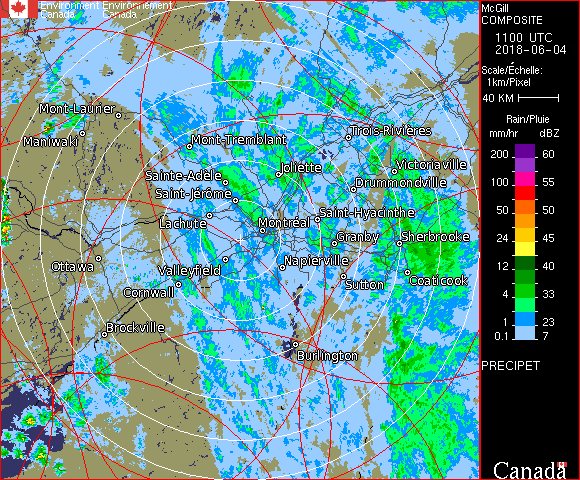 Environment Environnement
Canada Canada
McGill
COMPOSITE
1100 UTC
2018-06-04
Scale/Échelle:
1km/Pixel
40 KM
Rain/Pluie
mm/hr dBZ
200 60
100 55
50 50
24 45
12 40
4 33
1 23
0.1 7
PRECIPET
Canada
Mont-Laurier
Maniwaki
Mont-Tremblant
Trois-Rivières
Joliette
Victoriaville
Sainte-Adèle
Drummondville
Saint-Jérôme
Saint-Hyacinthe
Lachute
Montréal
Granby
Sherbrooke
Ottawa
Valleyfield
Napierville
Coaticook
Cornwall
Sutton
Brockville
Burlington